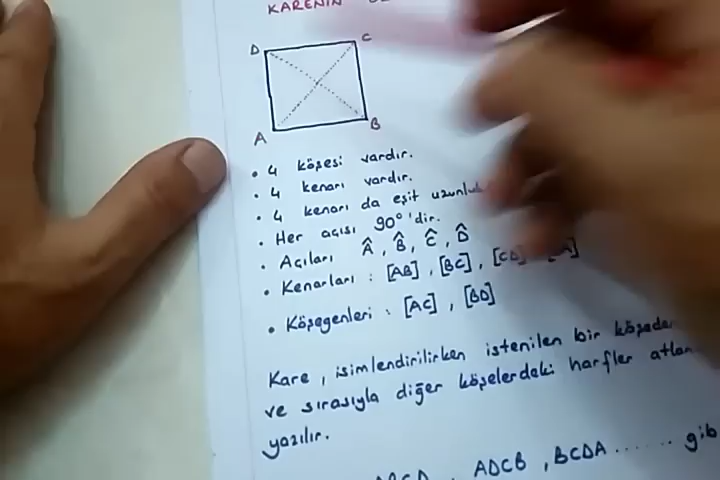 KARENİN
D C
A B
• 4 köşesi vardır.
• 4 kenarı vardır.
• 4 kenarı da eşit
• Her açısı 90°'dir.
• Açıları Â, B̂, Ĉ, D̂
• Kenarları : [AB], [BC],
• Köşegenleri : [AC], [BD]
Kare, isimlendirilirken istenilen bir
ve sırasıyla diğer köşelerdeki harfler
yazılır.
ADCB, BCDA .......